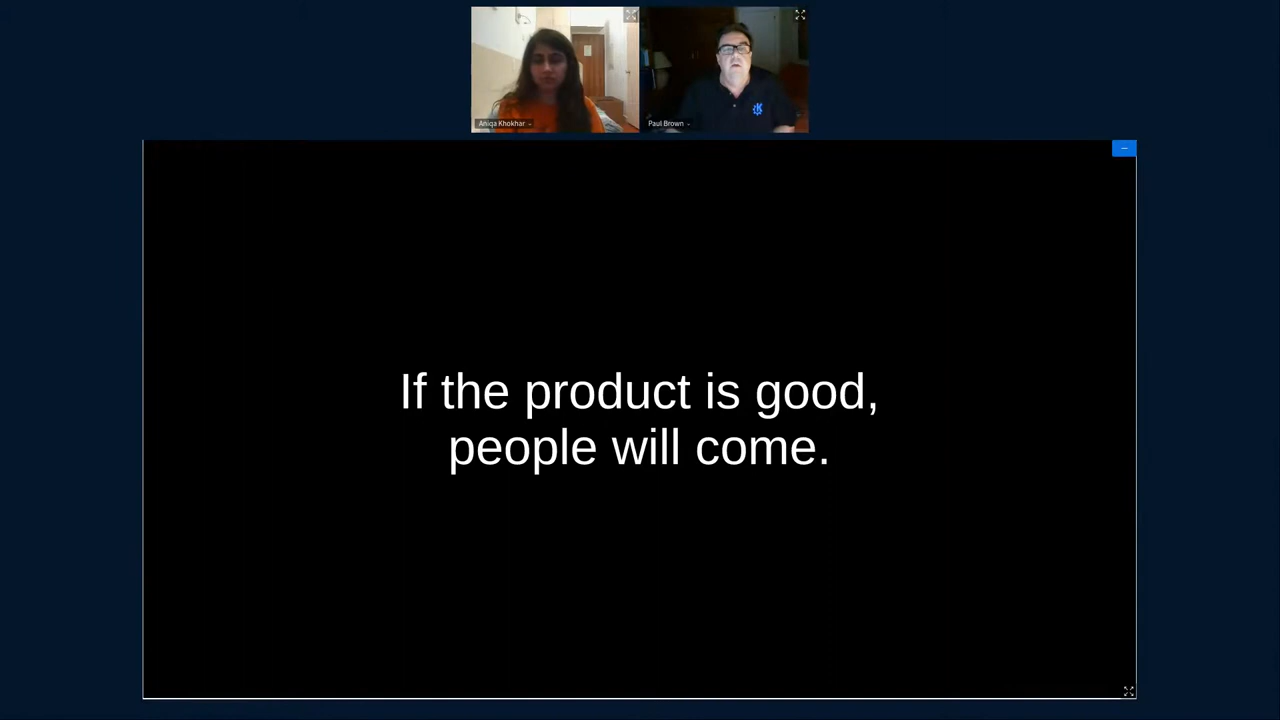 Aniqa Khokhar
Paul Brown
If the product is good,
people will come.